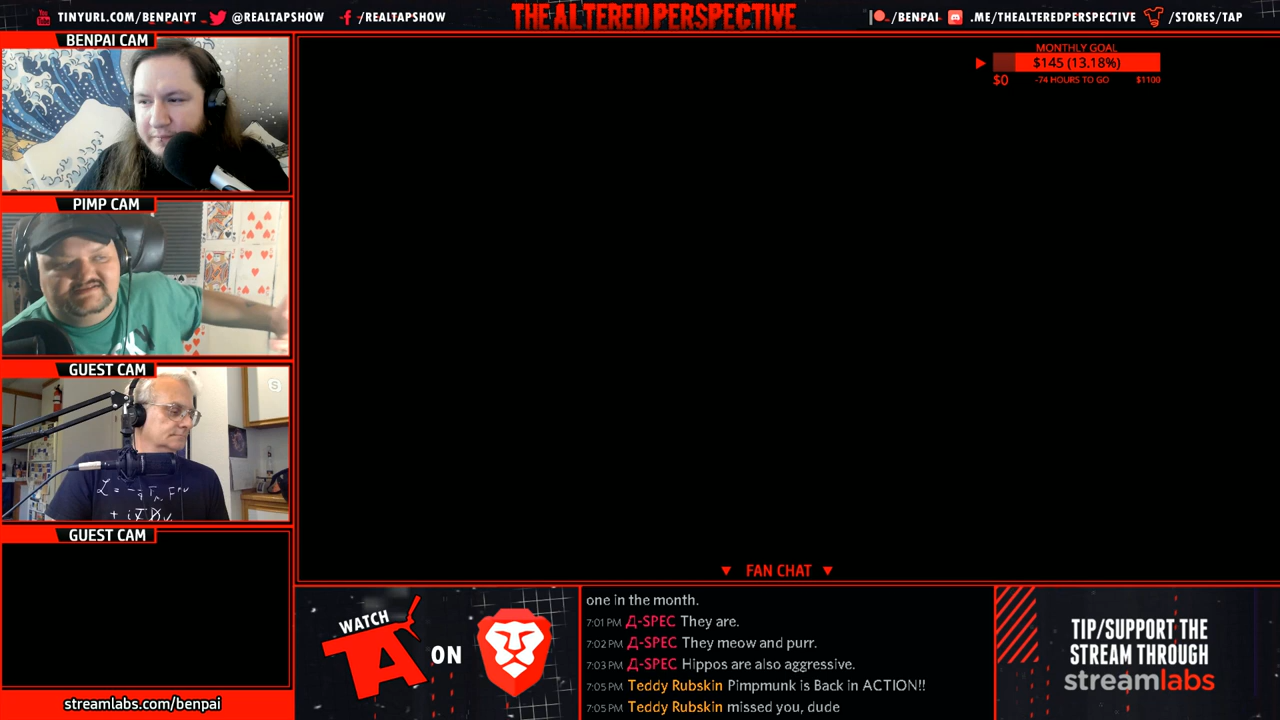 TINYURL.COM/BENPAIYT
@REALTAPSHOW
/REALTAPSHOW
THE ALTERED PERSPECTIVE
/BENPAI
.ME/THEALTEREDPERSPECTIVE
/STORES/TAP
BENPAI CAM
MONTHLY GOAL
$145 (13.18%)
$0
-74 HOURS TO GO
$1100
PIMP CAM
GUEST CAM
GUEST CAM
FAN CHAT
WATCH
TA ON
one in the month.
7:01 PM Д-SPEC They are.
7:02 PM Д-SPEC They meow and purr.
7:03 PM Д-SPEC Hippos are also aggressive.
7:05 PM Teddy Rubskin Pimpmunk is Back in ACTION!!
7:05 PM Teddy Rubskin missed you, dude
TIP/SUPPORT THE
STREAM THROUGH
streamlabs
streamlabs.com/benpai